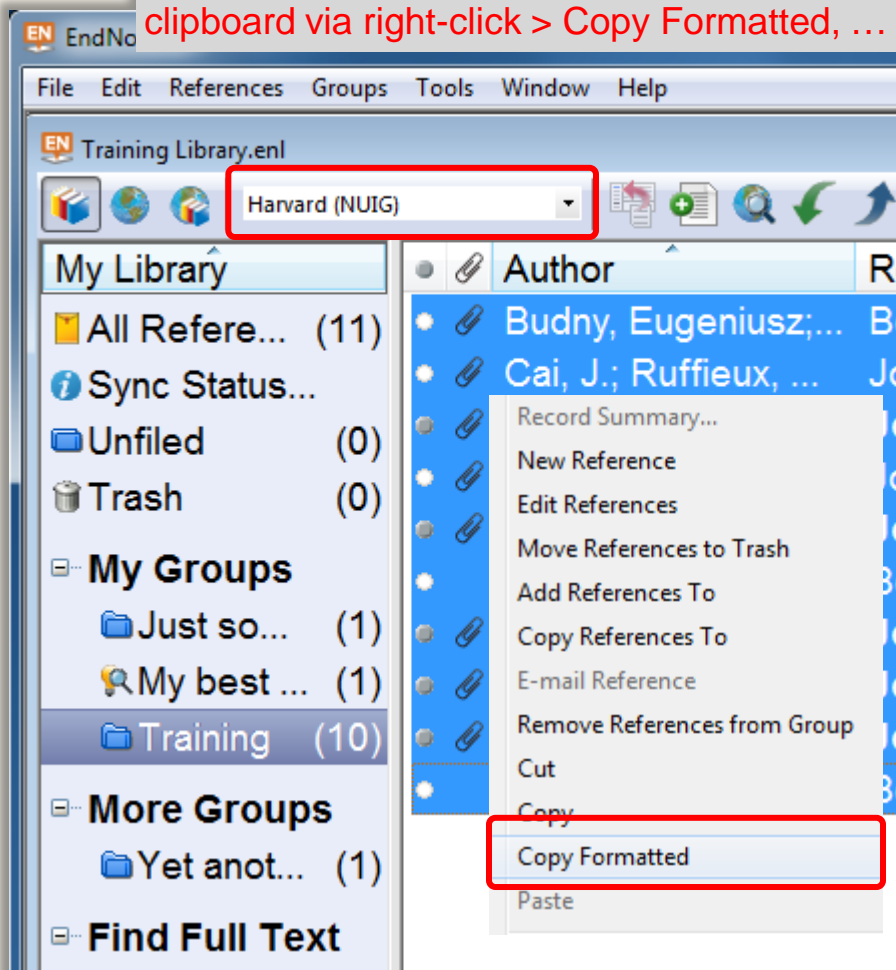 clipboard via right-click > Copy Formatted, …
EN EndNo
File Edit References Groups Tools Window Help
EN Training Library.enl
Harvard (NUIG)
My Library
Author R
All Refere... (11)
Budny, Eugeniusz;... B
Sync Status...
Cai, J.; Ruffieux, ... Jo
Unfiled (0)
Trash (0)
My Groups
Just so... (1)
My best ... (1)
Training (10)
More Groups
Yet anot... (1)
Find Full Text
Record Summary...
New Reference
Edit References
Move References to Trash
Add References To
Copy References To
E-mail Reference
Remove References from Group
Cut
Copy
Copy Formatted
Paste